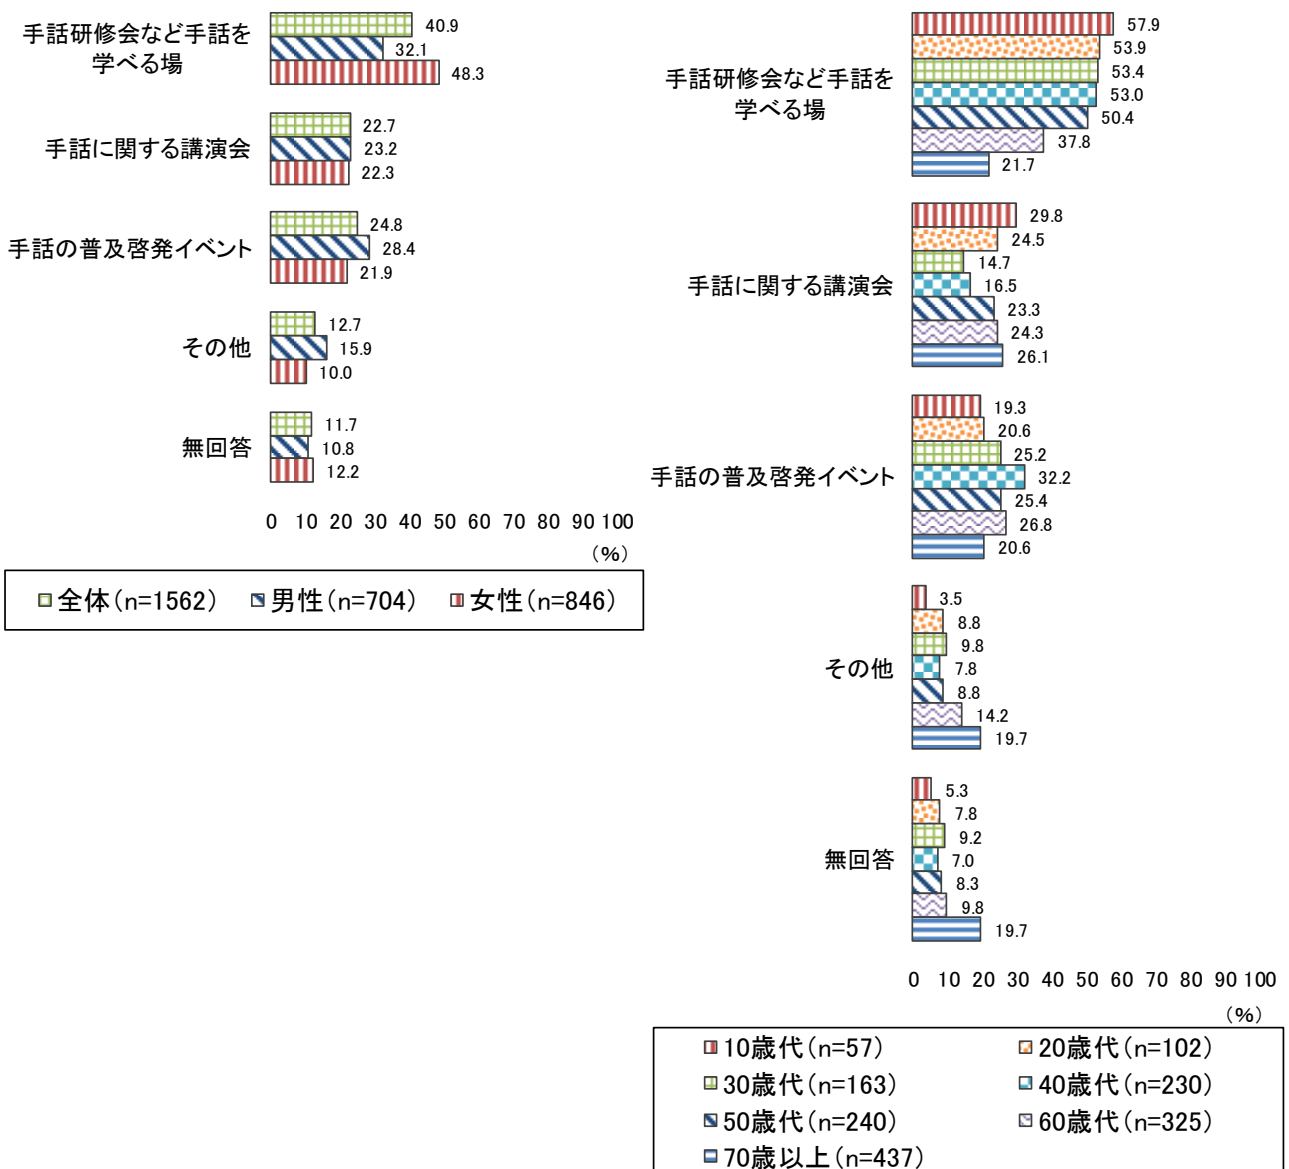 手話研修会など手話を
学べる場
40.9
32.1
48.3
手話に関する講演会
22.7
23.2
22.3
手話の普及啓発イベント
24.8
28.4
21.9
その他
12.7
15.9
10.0
無回答
11.7
10.8
12.2
0 10 20 30 40 50 60 70 80 90 100
(%)
全体(n=1562) 男性(n=704) 女性(n=846)
手話研修会など手話を
学べる場
57.9
53.9
53.4
53.0
50.4
37.8
21.7
手話に関する講演会
29.8
24.5
14.7
16.5
23.3
24.3
26.1
手話の普及啓発イベント
19.3
20.6
25.2
32.2
25.4
26.8
20.6
その他
3.5
8.8
9.8
7.8
8.8
14.2
19.7
無回答
5.3
7.8
9.2
7.0
8.3
9.8
19.7
0 10 20 30 40 50 60 70 80 90 100
(%)
10歳代(n=57) 20歳代(n=102)
30歳代(n=163) 40歳代(n=230)
50歳代(n=240) 60歳代(n=325)
70歳以上(n=437)